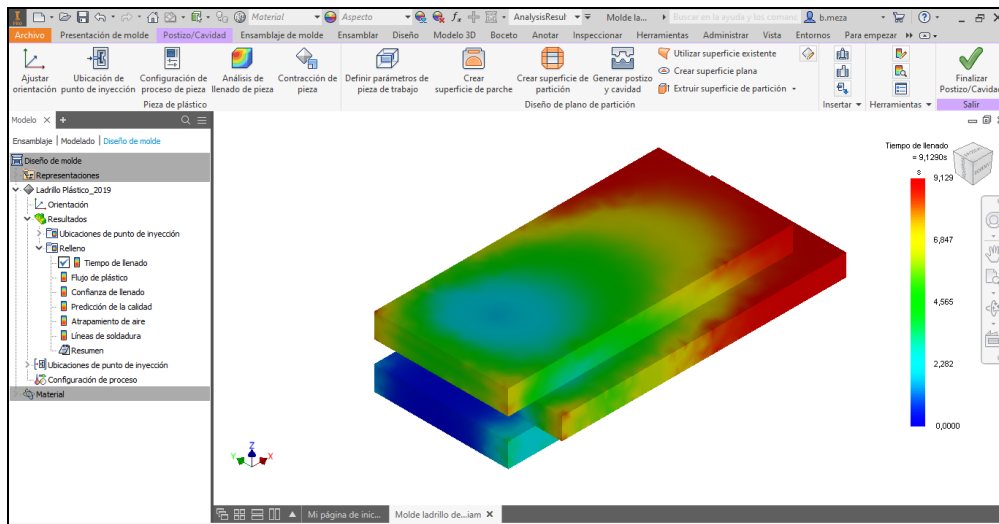 PRO
Material
Aspecto
AnalysisResul
Molde la...
Buscar en la ayuda y los coman
b.meza
Archivo Presentación de molde Postizo/Cavidad Ensamblaje de molde Ensamblar Diseño Modelo 3D Boceto Anotar Inspeccionar Herramientas Administrar Vista Entornos Para empezar
Ajustar orientación
Ubicación de punto de inyección
Configuración de proceso de pieza
Análisis de llenado de pieza
Contracción de pieza
Definir parámetros de pieza de trabajo
Crear superficie de parche
Crear superficie de partición
Generar postizo y cavidad
Utilizar superficie existente
Crear superficie plana
Extruir superficie de partición
Finalizar Postizo/Cavidad
Pieza de plástico
Diseño de plano de partición
Insertar
Herramientas
Salir
Modelo
Ensamblaje | Modelado | Diseño de molde
Diseño de molde
Representaciones
Ladrillo Plástico_2019
Orientación
Resultados
Ubicaciones de punto de inyección
Relleno
Tiempo de llenado
Flujo de plástico
Confianza de llenado
Predicción de la calidad
Atrapamiento de aire
Líneas de soldadura
Resumen
Ubicaciones de punto de inyección
Configuración de proceso
Material
Tiempo de llenado
= 9,1290s
s
9,129
6,847
4,565
2,282
0,0000
Z
Y
X
Mi página de inic...
Molde ladrillo de...iam